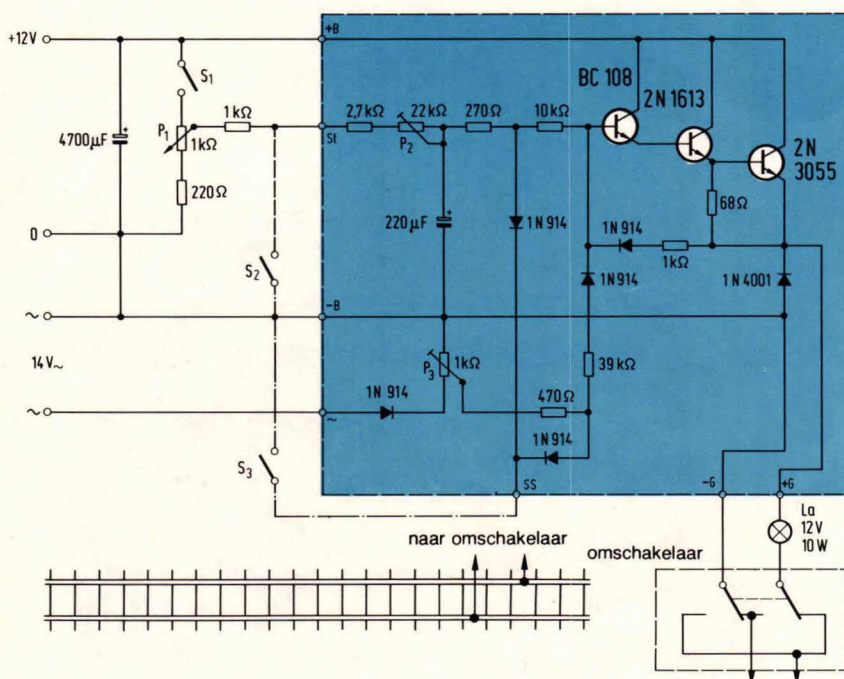 +12V
S1
P1
1kΩ
220Ω
4700µF
+
0
S2
~
14V~
~
S3
1kΩ
+B
St
2,7kΩ
22kΩ
P2
270Ω
10kΩ
BC 108
2N 1613
2N
3055
68Ω
220µF
+
1N 914
1N 914
1kΩ
1N 914
1N 4001
-B
P3
1kΩ
39kΩ
470Ω
1N 914
~
1N 914
SS
-G
+G
La
12V
10W
naar omschakelaar
omschakelaar